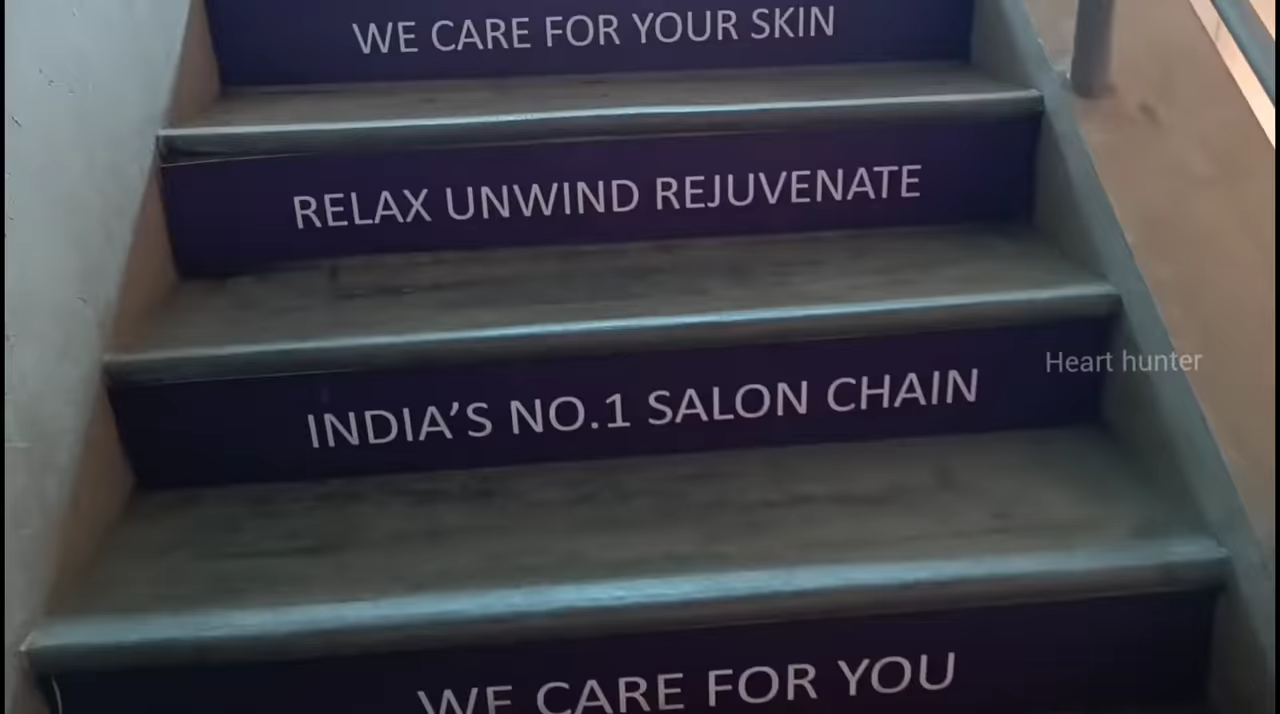 WE CARE FOR YOUR SKIN
RELAX UNWIND REJUVENATE
Heart hunter
INDIA'S NO.1 SALON CHAIN
WE CARE FOR YOU